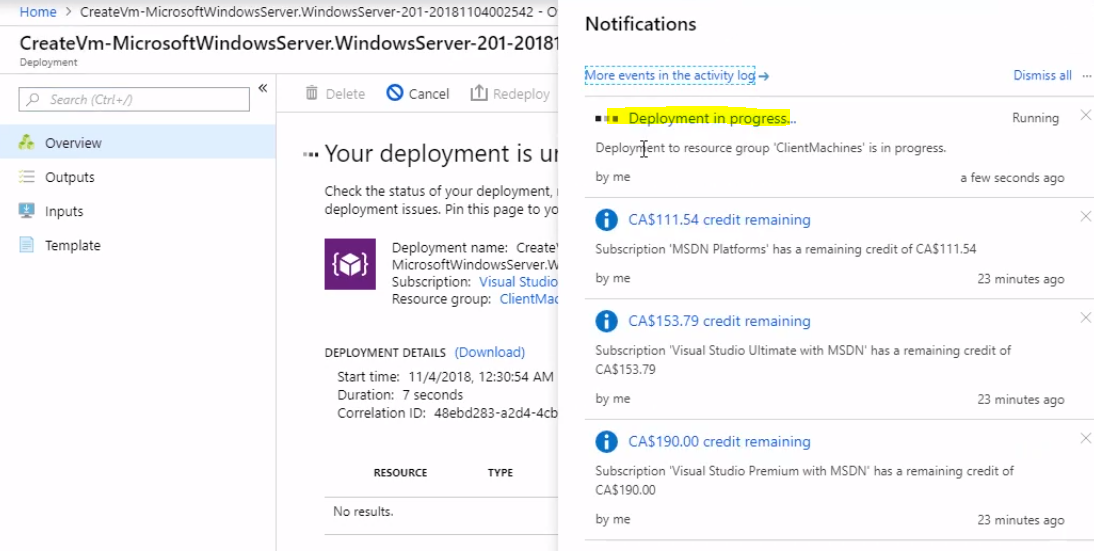 Home > CreateVm-MicrosoftWindowsServer.WindowsServer-201-20181104002542 - O
CreateVm-MicrosoftWindowsServer.WindowsServer-201-20181
Deployment
Search (Ctrl+/)
Overview
Outputs
Inputs
Template
Delete
Cancel
Redeploy
Your deployment is
Check the status of your deployment,
deployment issues. Pin this page to
Deployment name: Create
MicrosoftWindowsServer.W
Subscription: Visual Studio
Resource group: ClientMac
DEPLOYMENT DETAILS (Download)
Start time: 11/4/2018, 12:30:54 AM
Duration: 7 seconds
Correlation ID: 48ebd283-a2d4-4cb
RESOURCE TYPE
No results.
Notifications
More events in the activity log →
Dismiss all ...
Deployment in progress...
Running
Deployment to resource group 'ClientMachines' is in progress.
by me
a few seconds ago
CA$111.54 credit remaining
Subscription 'MSDN Platforms' has a remaining credit of CA$111.54
by me
23 minutes ago
CA$153.79 credit remaining
Subscription 'Visual Studio Ultimate with MSDN' has a remaining credit of
CA$153.79
by me
23 minutes ago
CA$190.00 credit remaining
Subscription 'Visual Studio Premium with MSDN' has a remaining credit of
CA$190.00
by me
23 minutes ago